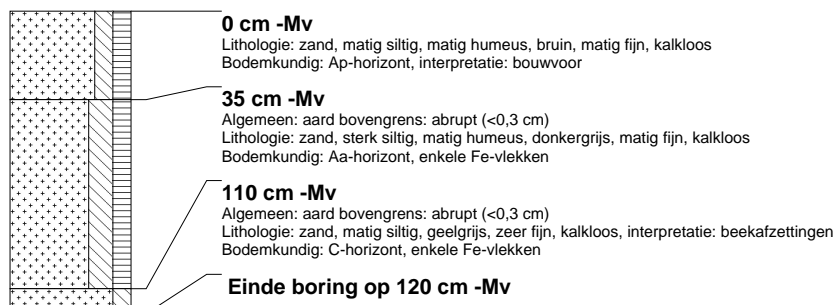 0 cm -Mv
Lithologie: zand, matig siltig, matig humeus, bruin, matig fijn, kalkloos
Bodemkundig: Ap-horizont, interpretatie: bouwvoor
35 cm -Mv
Algemeen: aard bovengrens: abrupt (<0,3 cm)
Lithologie: zand, sterk siltig, matig humeus, donkergrijs, matig fijn, kalkloos
Bodemkundig: Aa-horizont, enkele Fe-vlekken
110 cm -Mv
Algemeen: aard bovengrens: abrupt (<0,3 cm)
Lithologie: zand, matig siltig, geelgrijs, zeer fijn, kalkloos, interpretatie: beekafzettingen
Bodemkundig: C-horizont, enkele Fe-vlekken
Einde boring op 120 cm -Mv